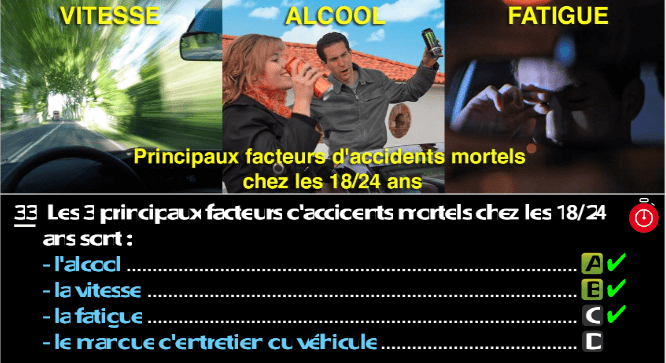 VITESSE ALCOOL FATIGUE
Principaux facteurs d'accidents mortels
chez les 18/24 ans
33 Les 3 principaux facteurs d'accidents mortels chez les 18/24
ans sont :
- l'alcool ........................................ A ✔
- la vitesse ........................................ B ✔
- la fatigue ........................................ C ✔
- le manque d'entretien du véhicule ........................................ D